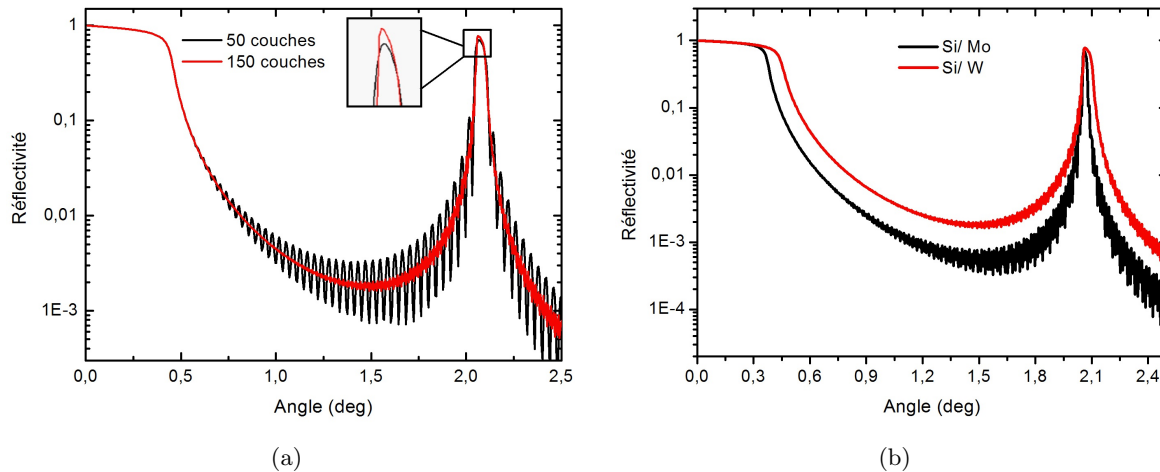 50 couches
150 couches
Réflectivité
1
0,1
0,01
1E-3
0,0
0,5
1,0
1,5
2,0
2,5
Angle (deg)
(a)
Si/ Mo
Si/ W
Réflectivité
1
0,1
0,01
1E-3
1E-4
0,0
0,3
0,6
0,9
1,2
1,5
1,8
2,1
2,4
Angle (deg)
(b)